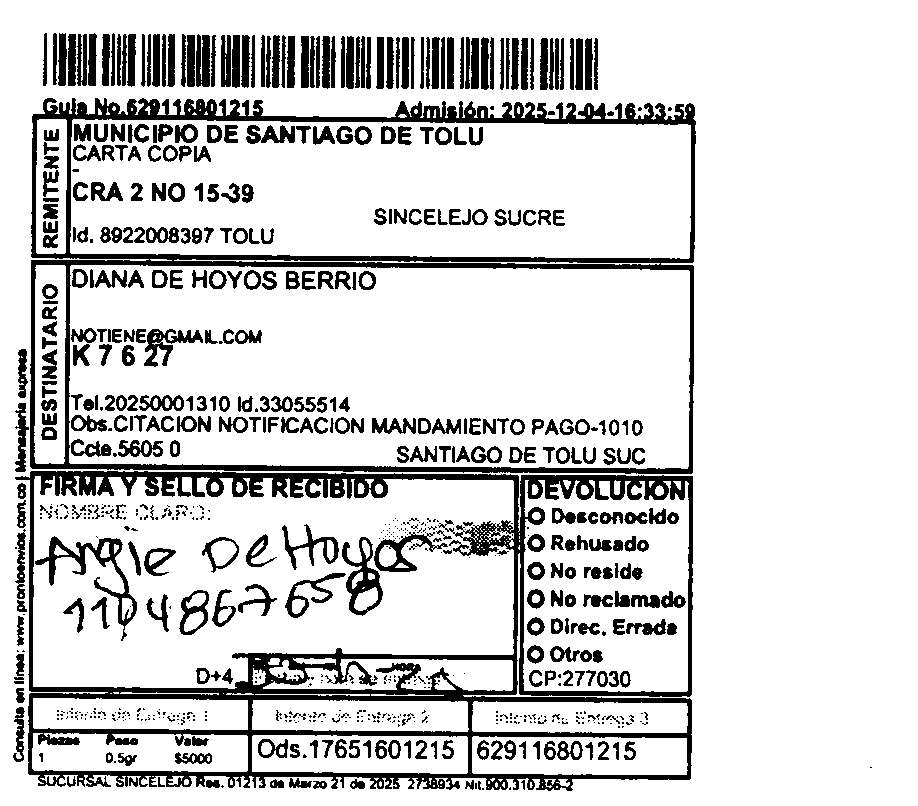 Guia No.629116801215 Admisión: 2025-12-04-16:33:59
REMITENTE
MUNICIPIO DE SANTIAGO DE TOLU
CARTA COPIA
-
CRA 2 NO 15-39
SINCELEJO SUCRE
Id. 8922008397 TOLU
DESTINATARIO
DIANA DE HOYOS BERRIO
NOTIENE@GMAIL.COM
K 7 6 27
Tel.20250001310 Id.33055514
Obs.CITACION NOTIFICACION MANDAMIENTO PAGO-1010
Ccte.5605 0
SANTIAGO DE TOLU SUC
Consulta en línea: www.prontoenvios.com.co | Mensajería expresa
FIRMA Y SELLO DE RECIBIDO
NOMBRE CLARO:
Angie De Hoyos
1104867658
D+4
HORA
DEVOLUCION
Desconocido
Rehusado
No reside
No reclamado
Direc. Errada
Otros
CP:277030
Intento de Entrega 1 Intento de Entrega 2 Intento de Entrega 3
Piezas Peso Valor
1 0.5gr $5000
Ods.17651601215 629116801215
SUCURSAL SINCELEJO Res. 01213 de Marzo 21 de 2025 2738934 Nit.900.310.856-2